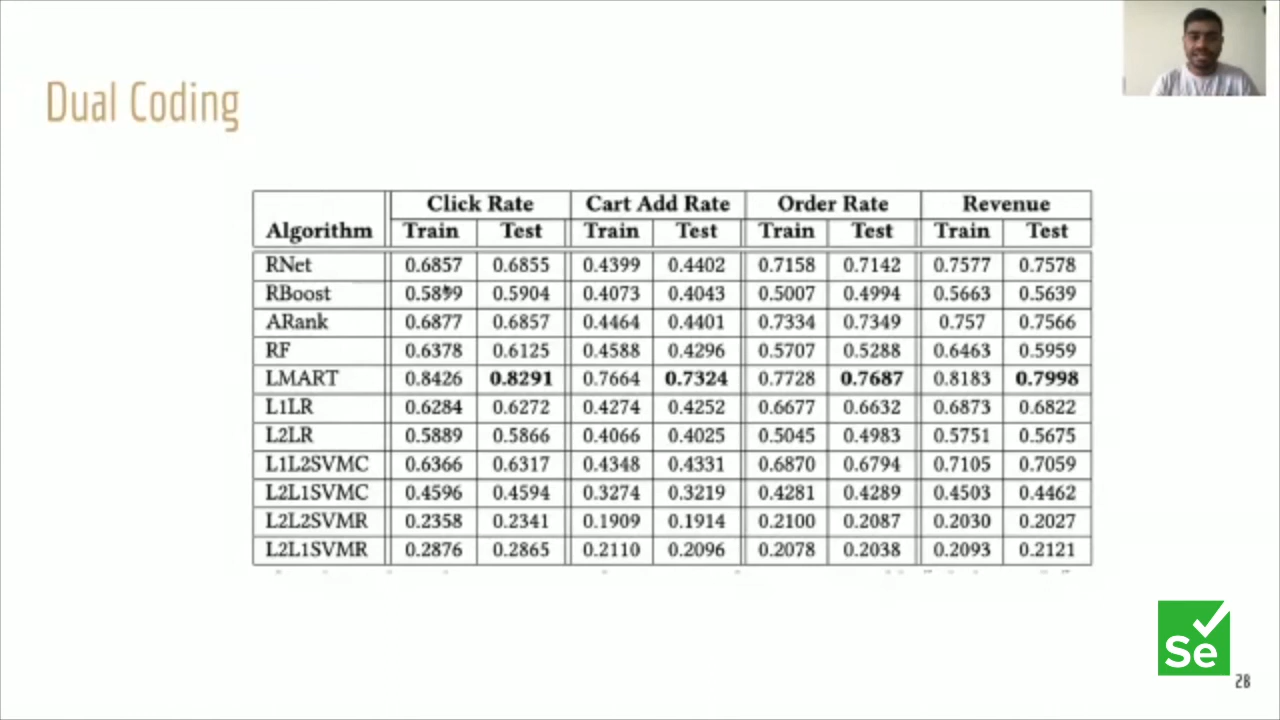 Dual Coding
Algorithm Click Rate Cart Add Rate Order Rate Revenue
Train Test Train Test Train Test Train Test
RNet 0.6857 0.6855 0.4399 0.4402 0.7158 0.7142 0.7577 0.7578
RBoost 0.5899 0.5904 0.4073 0.4043 0.5007 0.4994 0.5663 0.5639
ARank 0.6877 0.6857 0.4464 0.4401 0.7334 0.7349 0.757 0.7566
RF 0.6378 0.6125 0.4588 0.4296 0.5707 0.5288 0.6463 0.5959
LMART 0.8426 0.8291 0.7664 0.7324 0.7728 0.7687 0.8183 0.7998
L1LR 0.6284 0.6272 0.4274 0.4252 0.6677 0.6632 0.6873 0.6822
L2LR 0.5889 0.5866 0.4066 0.4025 0.5045 0.4983 0.5751 0.5675
L1L2SVMC 0.6366 0.6317 0.4348 0.4331 0.6870 0.6794 0.7105 0.7059
L2L1SVMC 0.4596 0.4594 0.3274 0.3219 0.4281 0.4289 0.4503 0.4462
L2L2SVMR 0.2358 0.2341 0.1909 0.1914 0.2100 0.2087 0.2030 0.2027
L2L1SVMR 0.2876 0.2865 0.2110 0.2096 0.2078 0.2038 0.2093 0.2121
Se
28